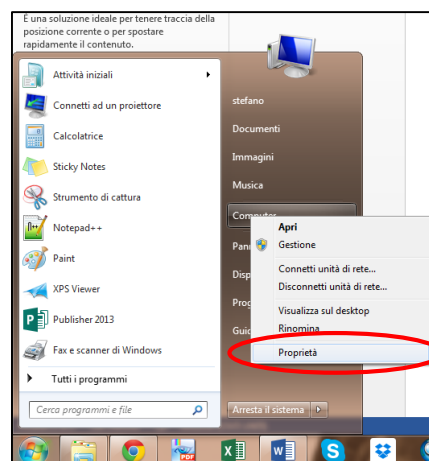 È una soluzione ideale per tenere traccia della
posizione corrente o per spostare
rapidamente il contenuto.
Attività iniziali
Connetti ad un proiettore
Calcolatrice
Sticky Notes
Strumento di cattura
Notepad++
Paint
XPS Viewer
Publisher 2013
Fax e scanner di Windows
Tutti i programmi
Cerca programmi e file
stefano
Documenti
Immagini
Musica
Computer
Apri
Gestione
Connetti unità di rete...
Disconnetti unità di rete...
Visualizza sul desktop
Rinomina
Proprietà
Arresta il sistema